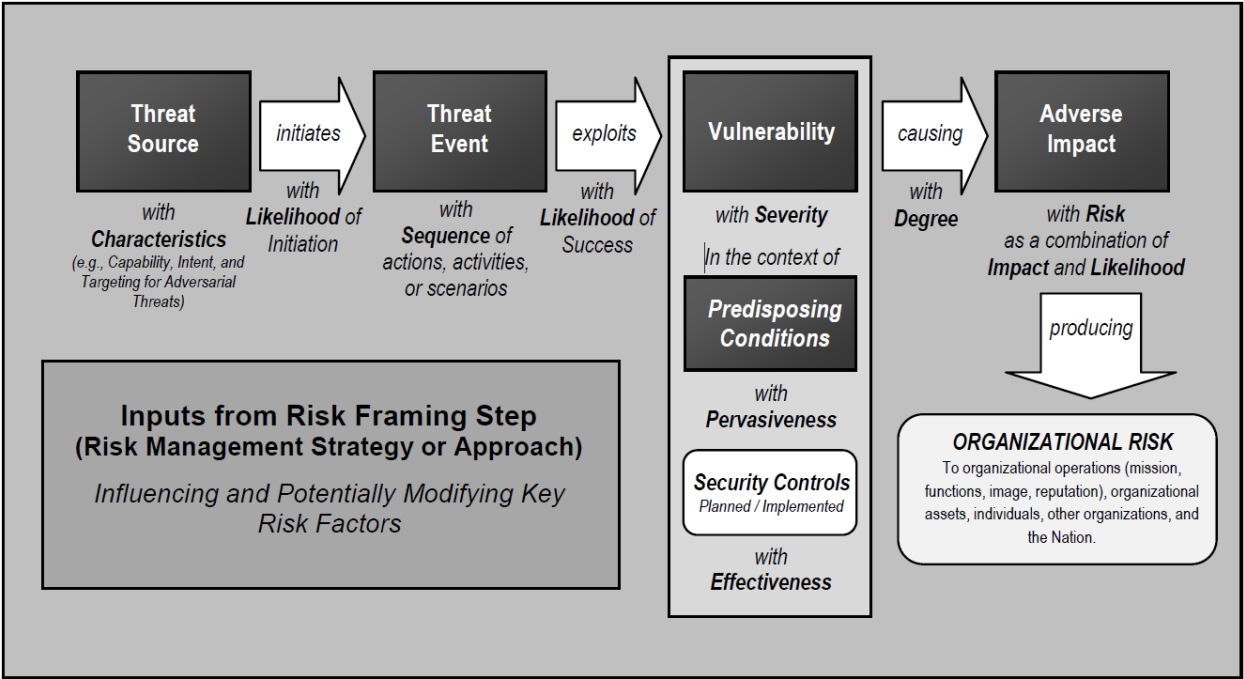 Threat
Source
initiates
Threat
Event
exploits
Vulnerability
causing
Adverse
Impact
with
Characteristics
(e.g., Capability, Intent, and
Targeting for Adversarial
Threats)
with
Likelihood of
Initiation
with
Sequence of
actions, activities,
or scenarios
with
Likelihood of
Success
with Severity
In the context of
Predisposing
Conditions
with
Pervasiveness
Security Controls
Planned / Implemented
with
Effectiveness
with
Degree
with Risk
as a combination of
Impact and Likelihood
producing
ORGANIZATIONAL RISK
To organizational operations (mission,
functions, image, reputation), organizational
assets, individuals, other organizations, and
the Nation.
Inputs from Risk Framing Step
(Risk Management Strategy or Approach)
Influencing and Potentially Modifying Key
Risk Factors